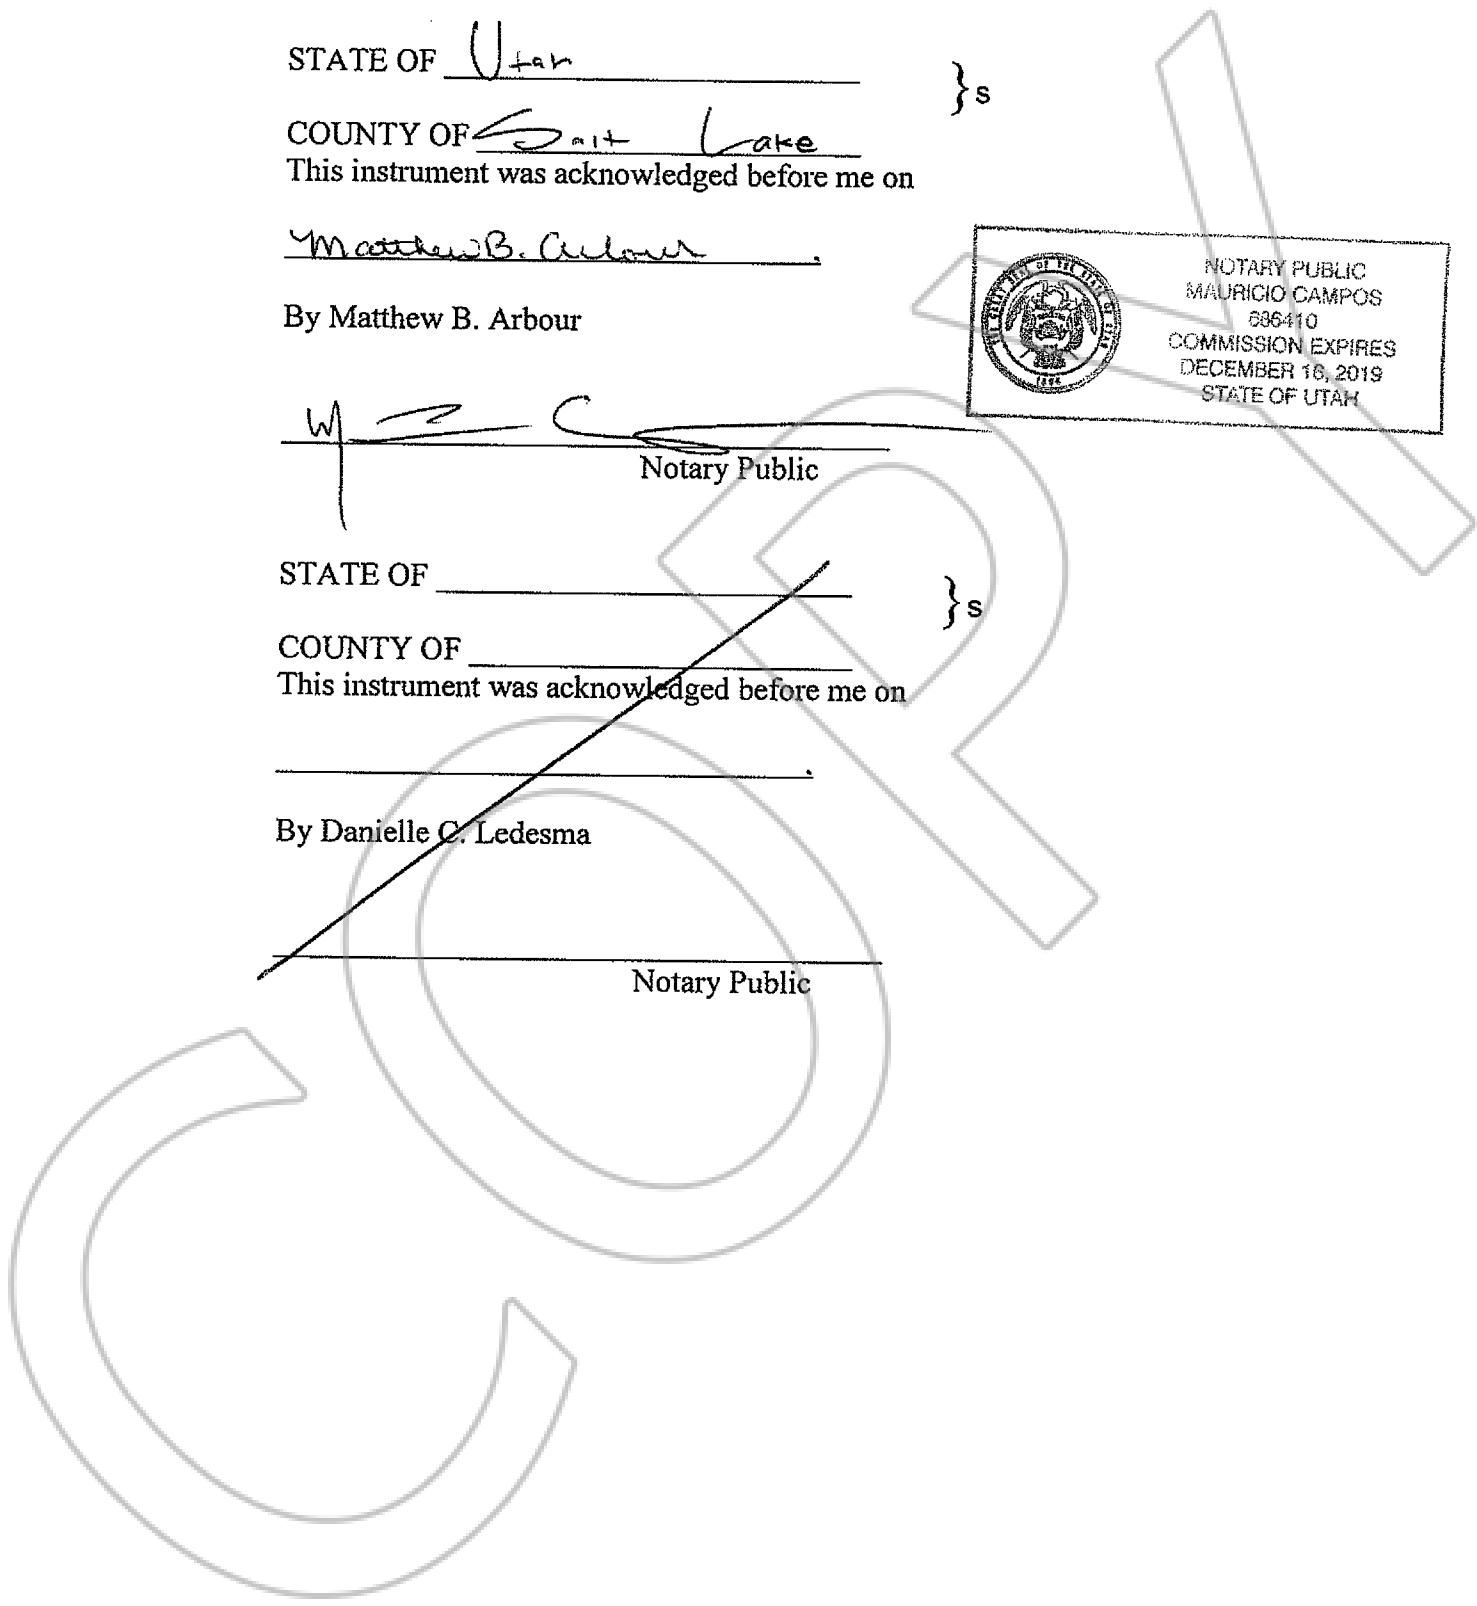 STATE OF Utah
}s
COUNTY OF Salt Lake
This instrument was acknowledged before me on
Matthew B. Arbour.
By Matthew B. Arbour
NOTARY PUBLIC
MAURICIO CAMPOS
686410
COMMISSION EXPIRES
DECEMBER 16, 2019
STATE OF UTAH
Notary Public
STATE OF
}s
COUNTY OF
This instrument was acknowledged before me on
.
By Danielle C. Ledesma
Notary Public
COPY